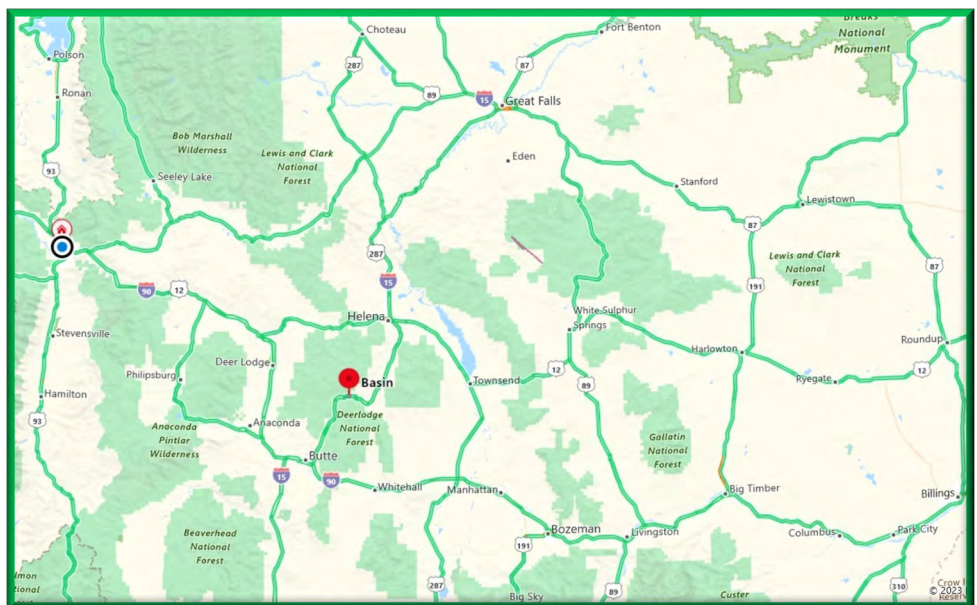 Breaks
National
Monument
Choteau
Fort Benton
Polson
287
87
Ronan
89
15
Great Falls
Bob Marshall
Wilderness
Lewis and Clark
National
Forest
Eden
93
Seeley Lake
Stanford
Lewistown
87
287
Lewis and Clark
National
Forest
87
15
90
12
191
White Sulphur
Springs
Helena
Stevensville
Roundup
Deer Lodge
Harlowton
Philipsburg
Basin
Townsend
12
12
Ryegate
89
Hamilton
93
Deerlodge
National
Forest
Anaconda
Anaconda
Pintlar
Wilderness
Gallatin
National
Forest
Butte
15
90
Whitehall
Manhattan
Big Timber
Billings
Beaverhead
National
Forest
Bozeman
Livingston
Columbus
Park City
191
lmon
tional
287
Big Sky
89
Custer
310
Crow I
Reserv
© 2023